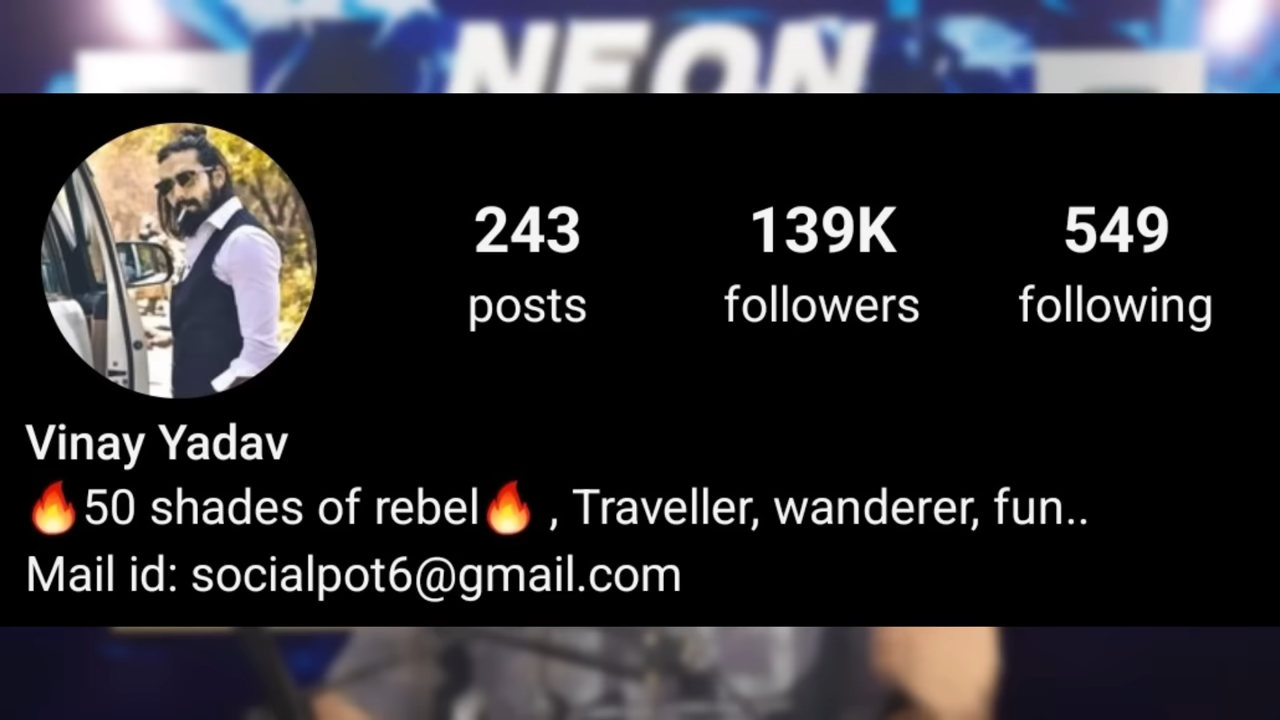 NEON
243 139K 549
posts followers following
Vinay Yadav
🔥50 shades of rebel🔥 , Traveller, wanderer, fun..
Mail id: socialpot6@gmail.com